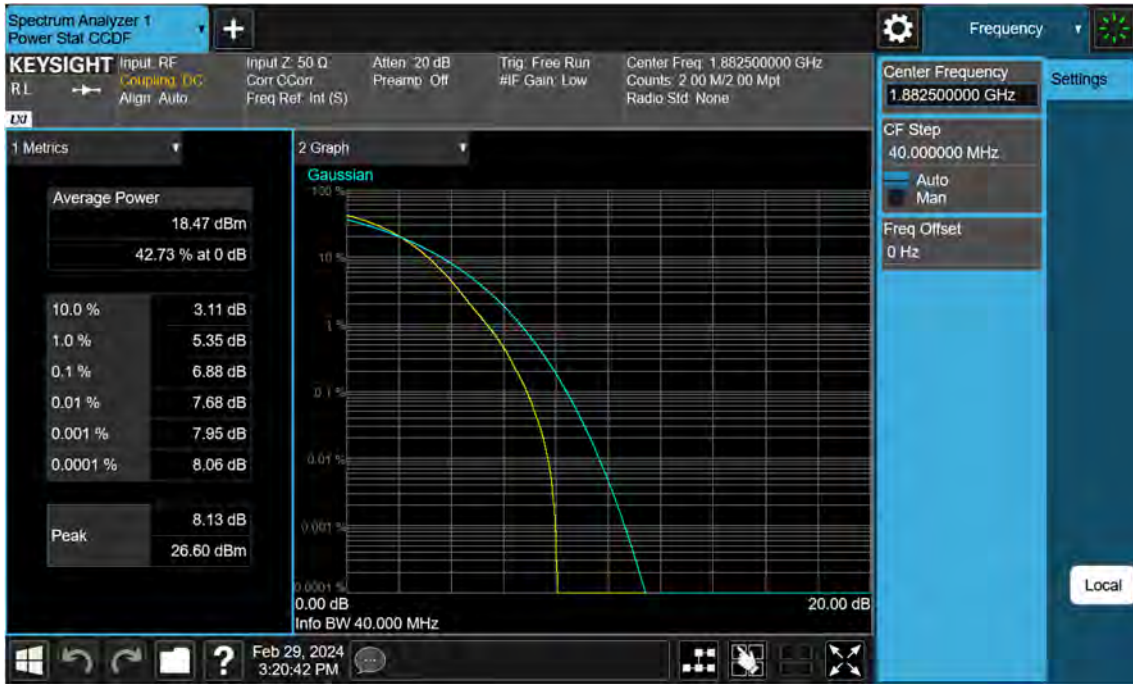 Spectrum Analyzer 1
Power Stat CCDF
+
Frequency
KEYSIGHT
RL
LXI
Input: RF
Coupling: DC
Align: Auto
Input Z: 50 Ω
Corr CCorr
Freq Ref: Int (S)
Atten: 20 dB
Preamp: Off
Trig: Free Run
#IF Gain: Low
Center Freq: 1.882500000 GHz
Counts: 2.00 M/2.00 Mpt
Radio Std: None
Center Frequency
1.882500000 GHz
Settings
CF Step
40.000000 MHz
Auto
Man
Freq Offset
0 Hz
Local
1 Metrics
Average Power
18.47 dBm
42.73 % at 0 dB
10.0 % 3.11 dB
1.0 % 5.35 dB
0.1 % 6.88 dB
0.01 % 7.68 dB
0.001 % 7.95 dB
0.0001 % 8.06 dB
Peak
8.13 dB
26.60 dBm
2 Graph
Gaussian
100 %
10 %
1 %
0.1 %
0.01 %
0.001 %
0.0001 %
0.00 dB 20.00 dB
Info BW 40.000 MHz
?
Feb 29, 2024
3:20:42 PM